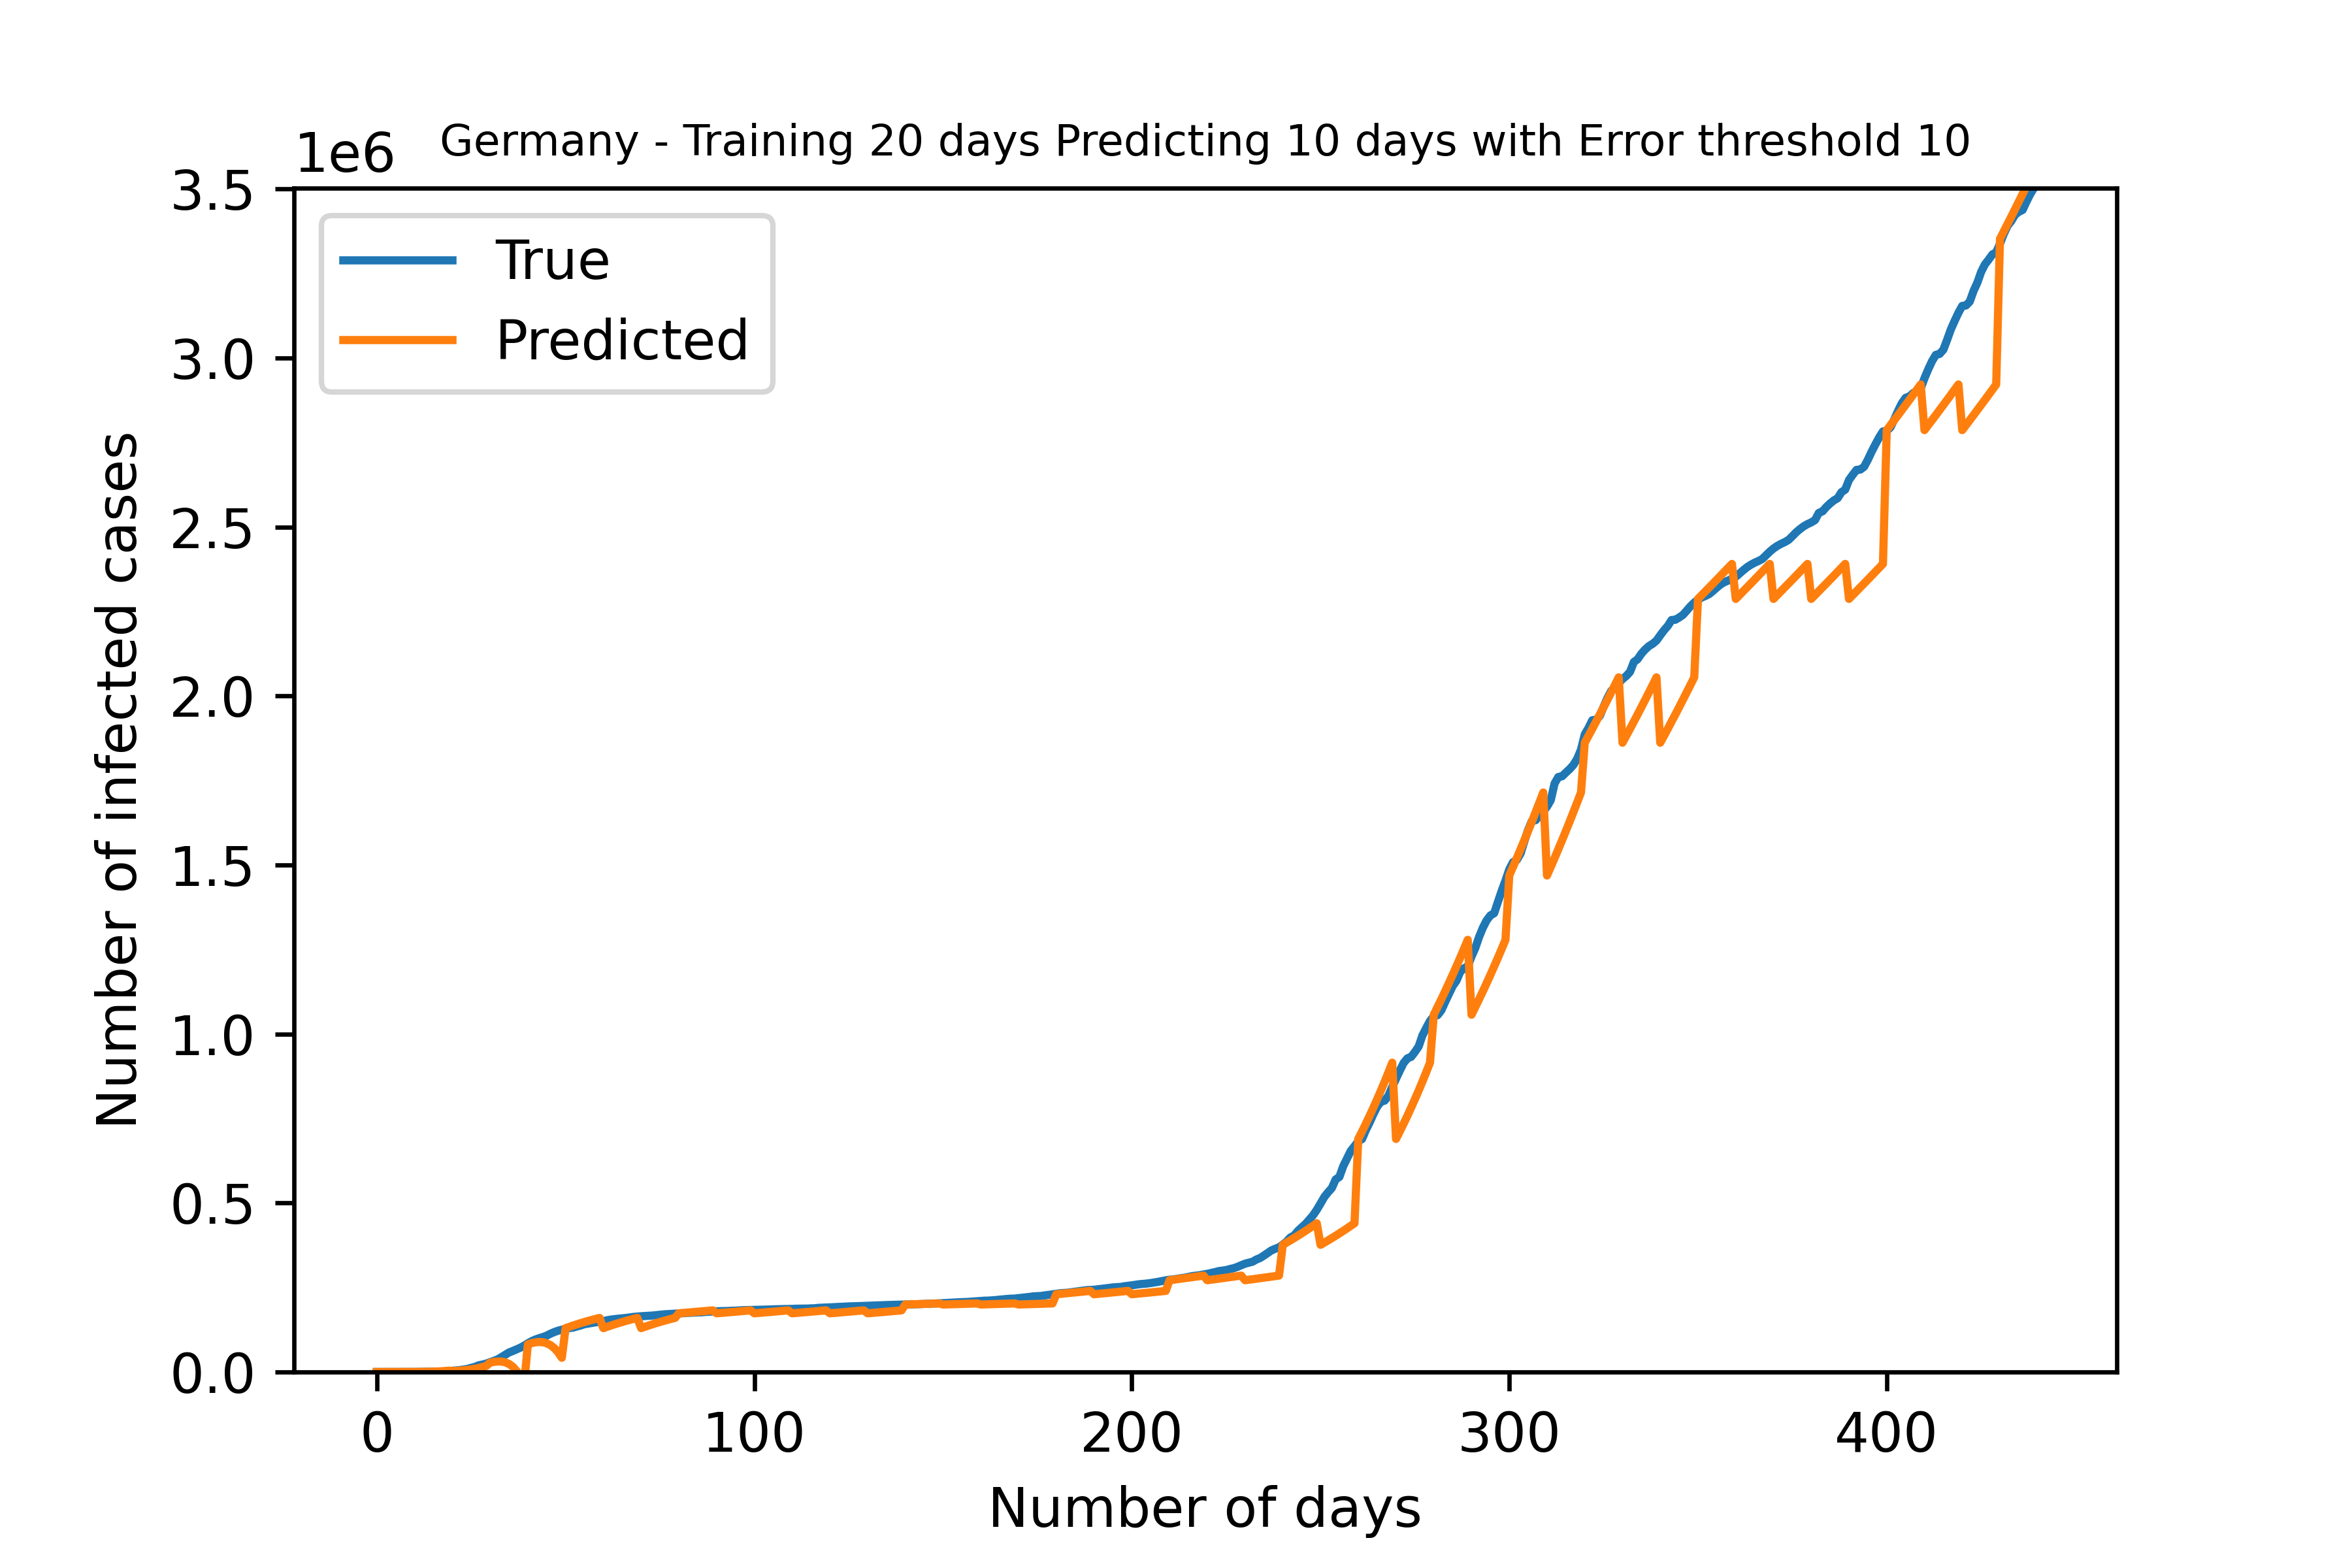 1e6
Germany - Training 20 days Predicting 10 days with Error threshold 10
True
Predicted
3.5
3.0
2.5
2.0
1.5
1.0
0.5
0.0
Number of infected cases
0 100 200 300 400
Number of days